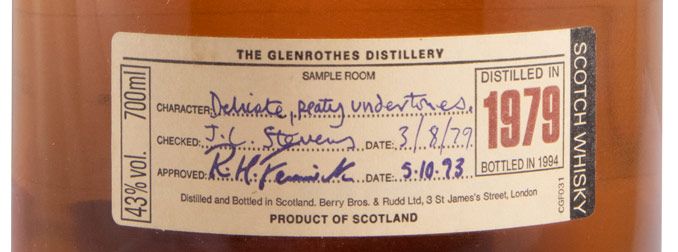 THE GLENROTHES DISTILLERY
SAMPLE ROOM
CHARACTER: Delicate, peaty undertones.
CHECKED: J.L. Stevens DATE: 3/8/79
APPROVED: R.H. Fenwick DATE: 5.10.93
Distilled and Bottled in Scotland. Berry Bros. & Rudd Ltd, 3 St James's Street, London
PRODUCT OF SCOTLAND
43% vol. 700ml
DISTILLED IN
1979
BOTTLED IN 1994
SCOTCH WHISKY
CGF031